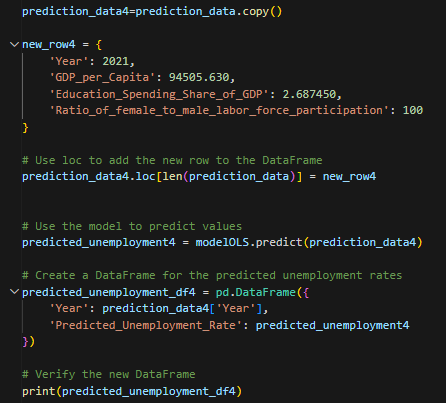 prediction_data4=prediction_data.copy()
new_row4 = {
'Year': 2021,
'GDP_per_Capita': 94505.630,
'Education_Spending_Share_of_GDP': 2.687450,
'Ratio_of_female_to_male_labor_force_participation': 100
}
# Use loc to add the new row to the DataFrame
prediction_data4.loc[len(prediction_data)] = new_row4
# Use the model to predict values
predicted_unemployment4 = modelOLS.predict(prediction_data4)
# Create a DataFrame for the predicted unemployment rates
predicted_unemployment_df4 = pd.DataFrame({
'Year': prediction_data4['Year'],
'Predicted_Unemployment_Rate': predicted_unemployment4
})
# Verify the new DataFrame
print(predicted_unemployment_df4)